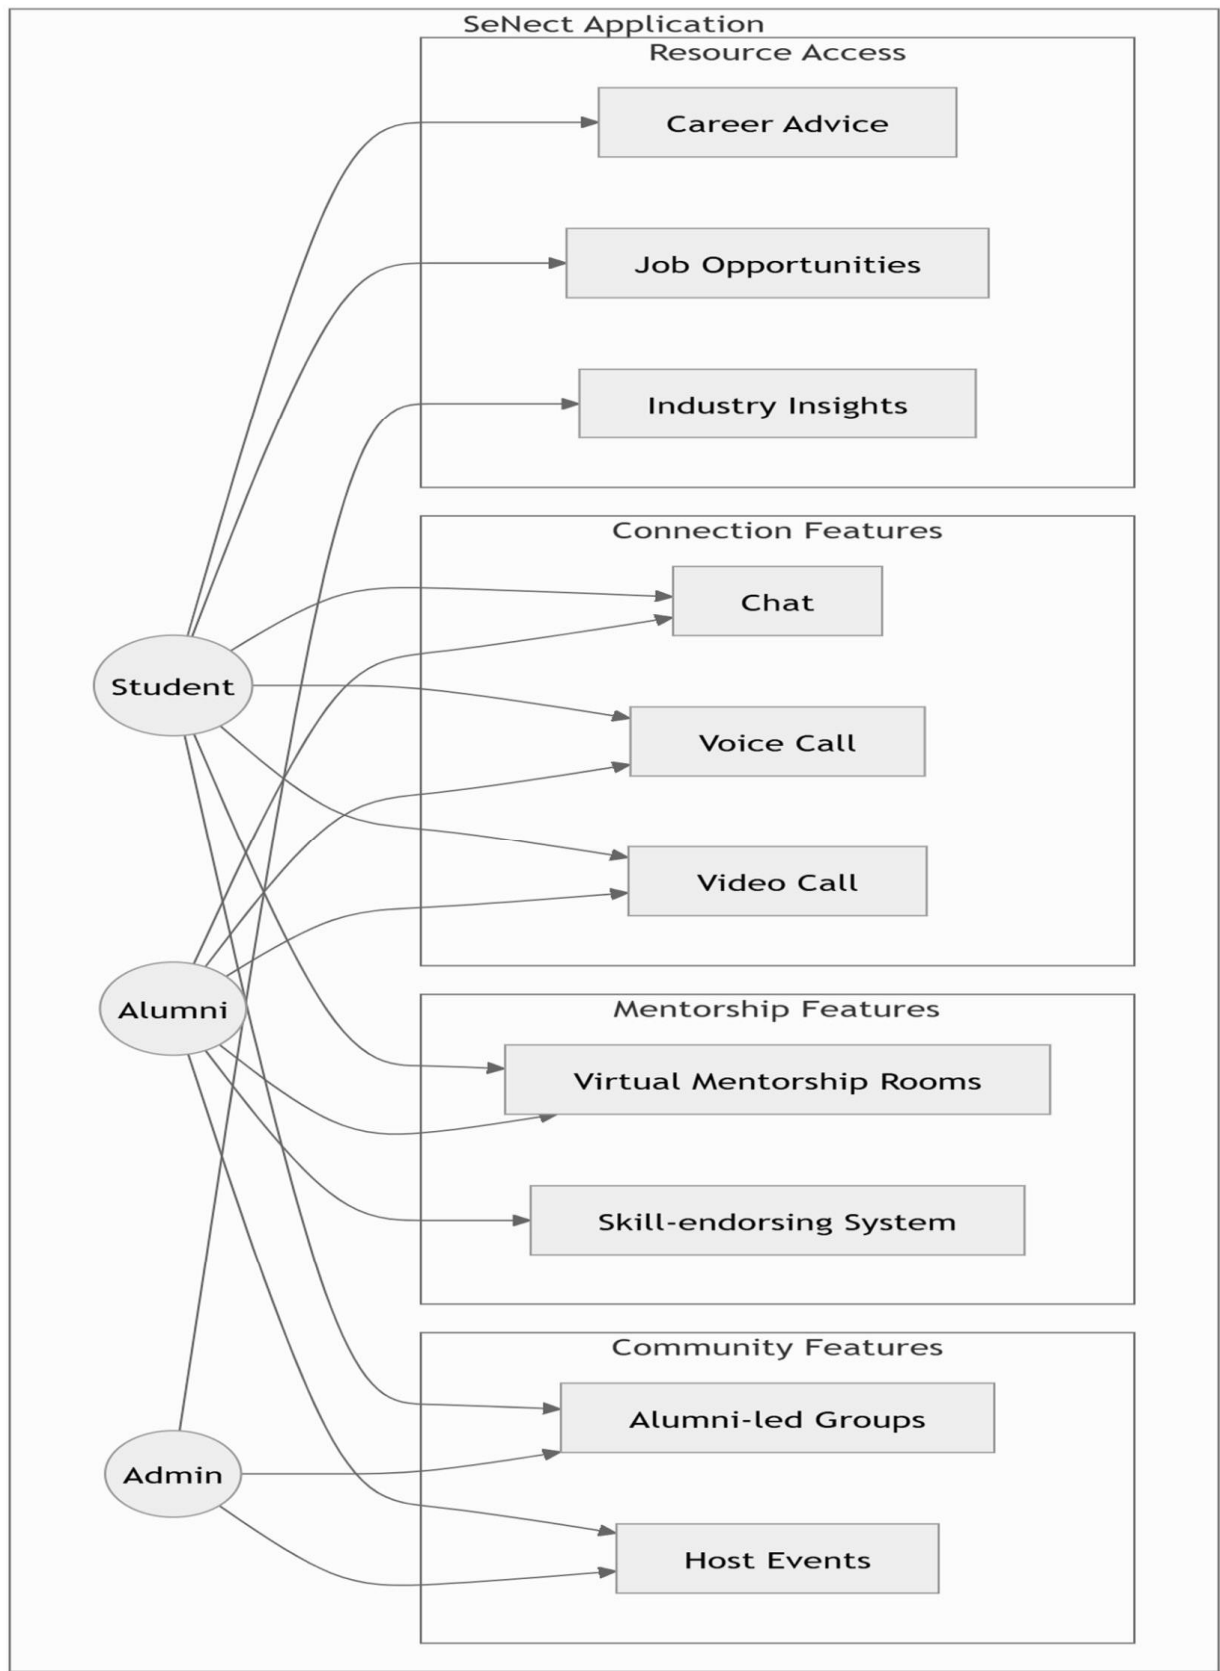 SeNect Application
Resource Access
Career Advice
Job Opportunities
Industry Insights
Connection Features
Chat
Student
Voice Call
Video Call
Alumni
Mentorship Features
Virtual Mentorship Rooms
Skill-endorsing System
Community Features
Alumni-led Groups
Admin
Host Events